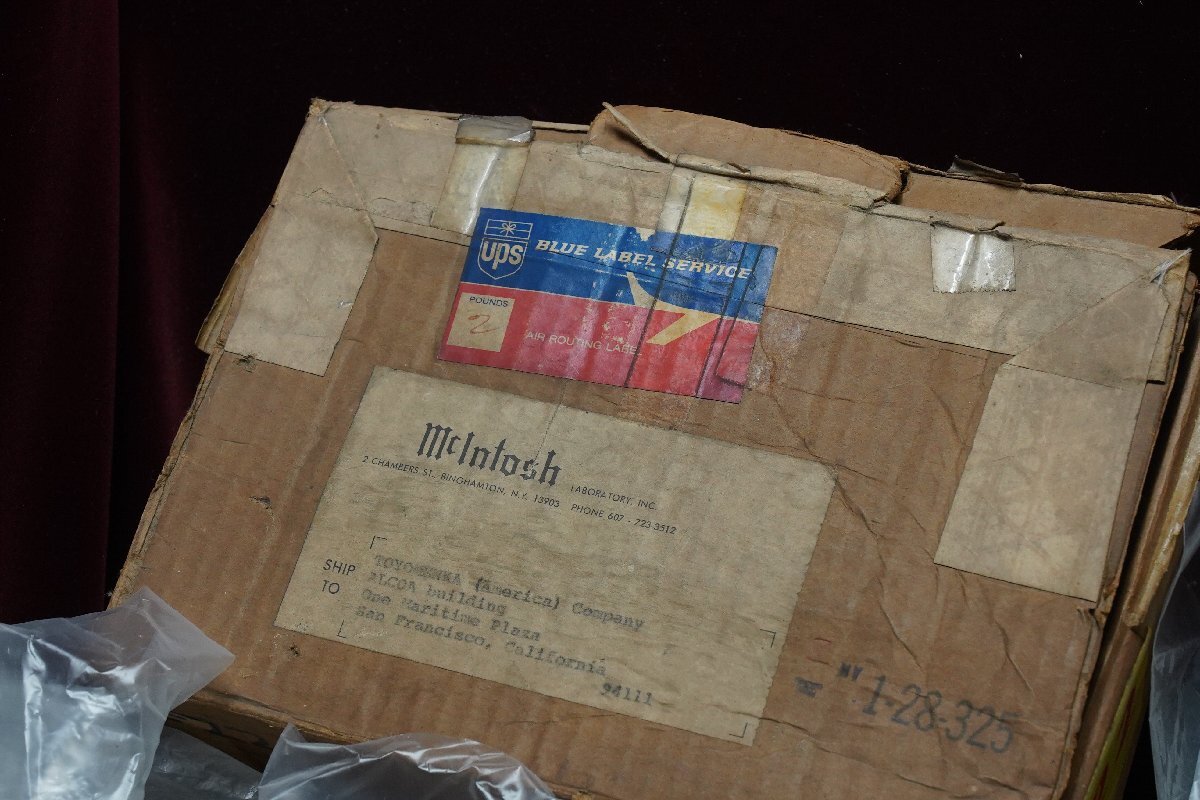 ups
BLUE LABEL SERVICE
POUNDS
2
AIR ROUTING LABEL
McIntosh LABORATORY, INC.
2 CHAMBERS ST., BINGHAMTON, N.Y. 13903 PHONE 607 - 723-3512
SHIP TO
TOYOMENKA (America) Company
ALCOA building
One Maritime Plaza
San Francisco, California
94111
NY 1-28-325